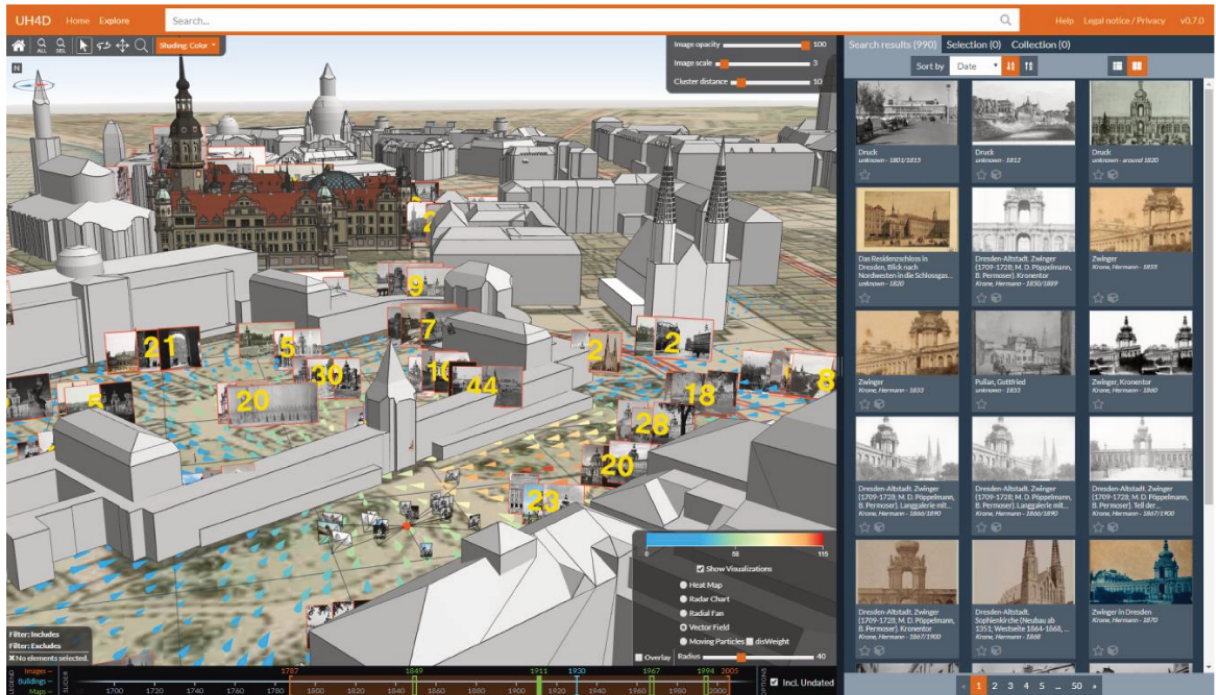 UH4D Home Explore Search... Help Legal notice / Privacy v0.7.0
ALL SEL Shading: Color
Image opacity 100
Image scale 3
Cluster distance 10
N
Search results (990) Selection (0) Collection (0)
Sort by Date
Druck
unknown - 1801/1815
Druck
unknown - 1812
Druck
unknown - around 1820
Das Residenzschloss in
Dresden, Blick nach
Nordwesten in die Schlossgas...
unknown - 1820
Dresden-Altstadt. Zwinger
(1709-1728; M. D. Pöppelmann,
B. Permoser). Kronentor
Krone, Hermann - 1850/1889
Zwinger
Krone, Hermann - 1855
Zwinger
Krone, Hermann - 1855
Pulian, Gottfried
unknown - 1855
Zwinger, Kronentor
Krone, Hermann - 1860
Dresden-Altstadt. Zwinger
(1709-1728; M. D. Pöppelmann,
B. Permoser). Langgalerie mit...
Krone, Hermann - 1866/1890
Dresden-Altstadt. Zwinger
(1709-1728; M. D. Pöppelmann,
B. Permoser). Langgalerie mit...
Krone, Hermann - 1866/1890
Dresden-Altstadt. Zwinger
(1709-1728; M. D. Pöppelmann,
B. Permoser). Teil der...
Krone, Hermann - 1867/1900
Dresden-Altstadt. Zwinger
(1709-1728; M. D. Pöppelmann,
B. Permoser). Kronentor
Krone, Hermann - 1867/1900
Dresden-Altstadt.
Sophienkirche (Neubau ab
1351; Westseite 1864-1868, ...
Krone, Hermann - 1868
Zwinger in Dresden
Krone, Hermann - 1870
« 1 2 3 4 5 ... 50 »
9
7
21
5
30
10
44
2
2
18
8
5
20
28
20
23
0 58 115
Show Visualizations
Heat Map
Radar Chart
Radial Fan
Vector Field
Moving Particles disWeight
Overlay Radius 40
Filter: Includes
Filter: Excludes
No elements selected.
LEGEND
Images
Buildings
Maps
SLIDER
1787 1849 1911 1930 1967 1994 2005
1700 1720 1740 1760 1780 1800 1820 1840 1860 1880 1900 1920 1940 1960 1980 2000
OPTIONS
Incl. Undated